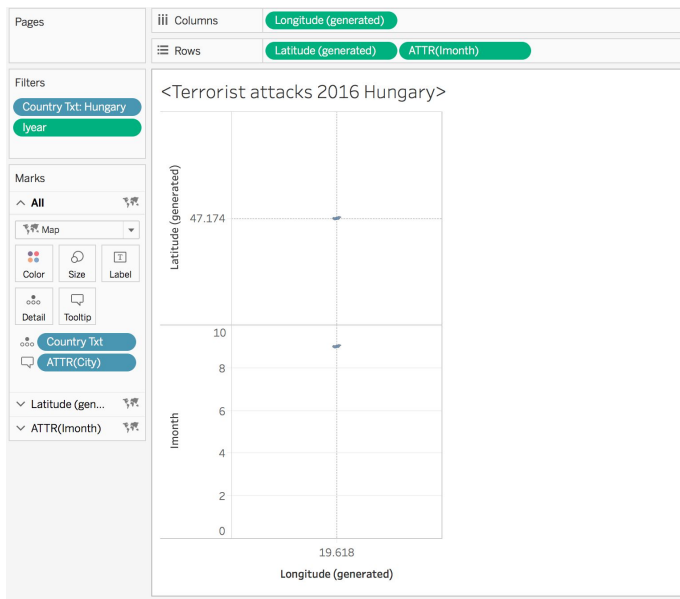 Pages
iii Columns
Longitude (generated)
Rows
Latitude (generated)
ATTR(Imonth)
Filters
Country Txt: Hungary
Iyear
Marks
All
Map
Color
Size
T
Label
Detail
Tooltip
Country Txt
ATTR(City)
Latitude (gen...
ATTR(Imonth)
<Terrorist attacks 2016 Hungary>
Latitude (generated)
47.174
Imonth
10
8
6
4
2
0
19.618
Longitude (generated)